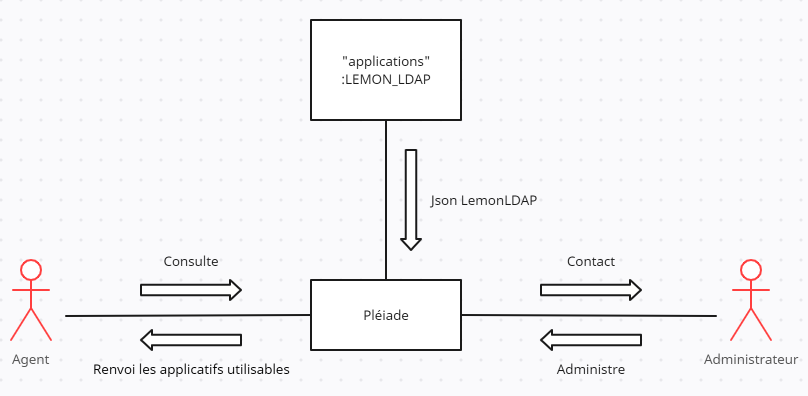 "applications"
:LEMON_LDAP
Json LemonLDAP
Consulte
Contact
Pléiade
Agent
Administrateur
Renvoi les applicatifs utilisables
Administre